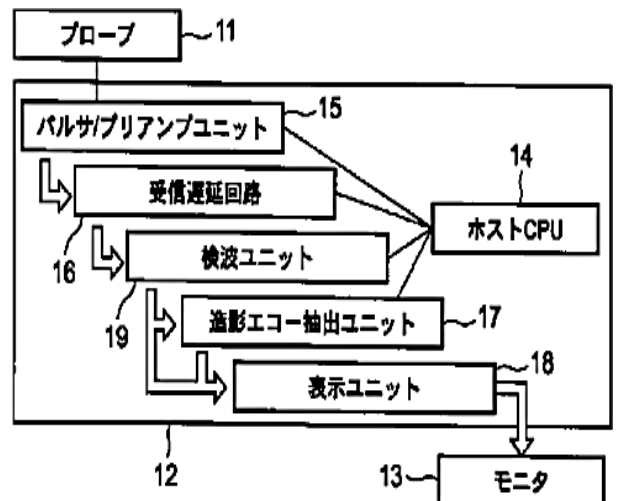 プローブ 11
パルサ/プリアンプユニット 15
受信遅延回路 14
16 ホストCPU
検波ユニット
19 造影エコー抽出ユニット 17
表示ユニット 18
12 13 モニタ